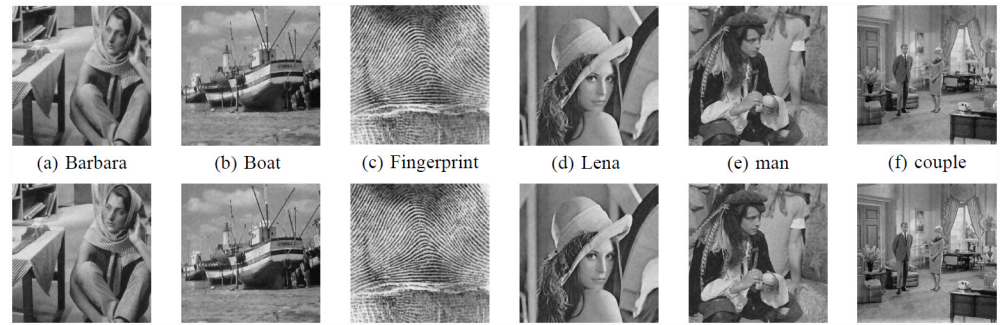 (a) Barbara
(b) Boat
(c) Fingerprint
(d) Lena
(e) man
(f) couple